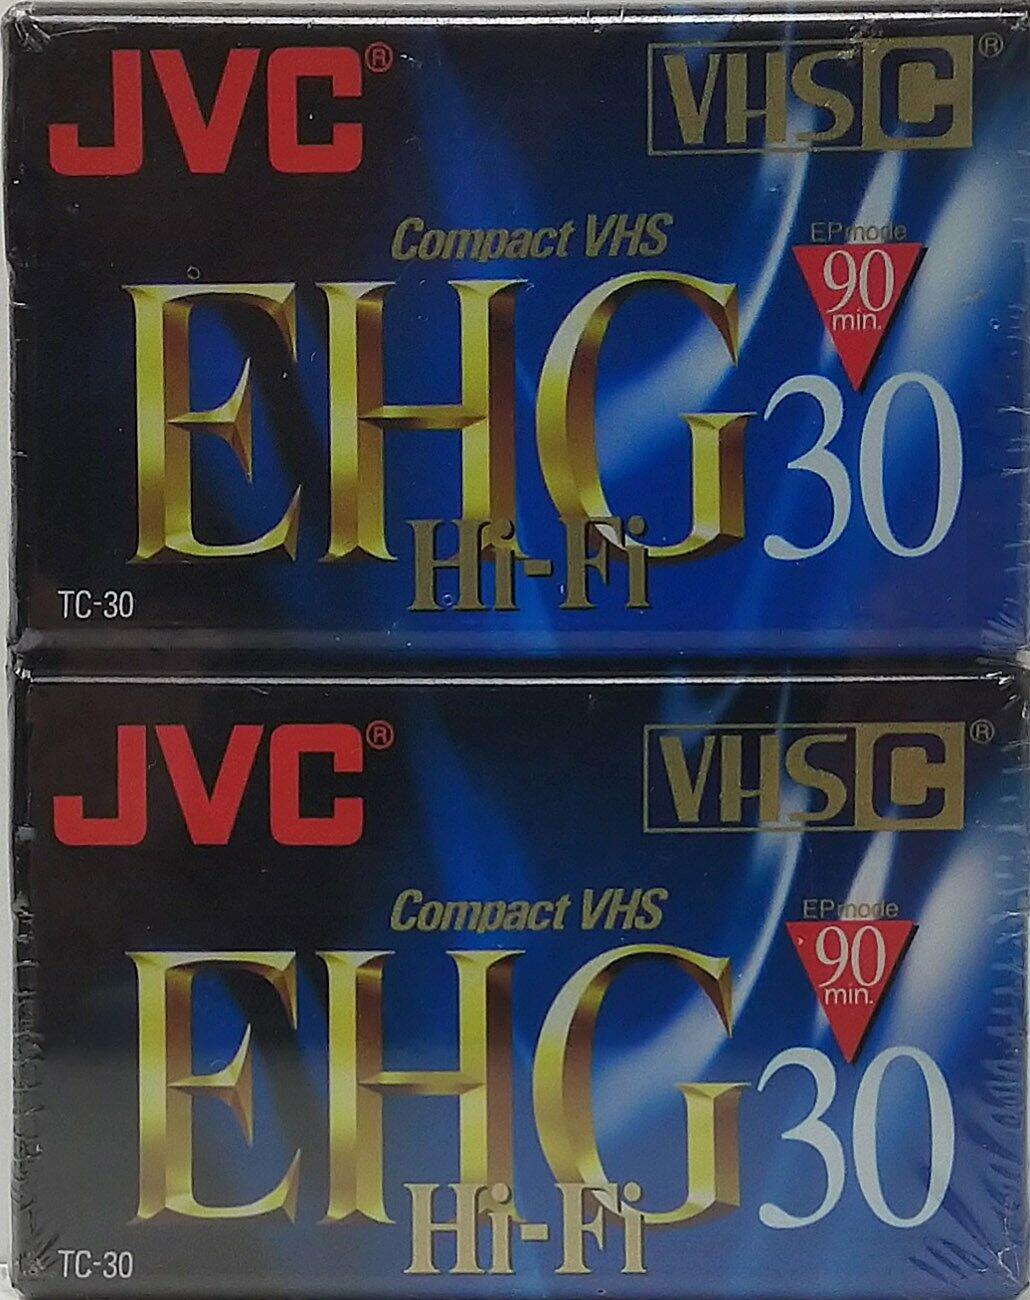 JVC® VHS C®
Compact VHS
EP mode
90
min.
EHG 30
Hi-Fi
TC-30
JVC® VHS C®
Compact VHS
EP mode
90
min.
EHG 30
Hi-Fi
TC-30